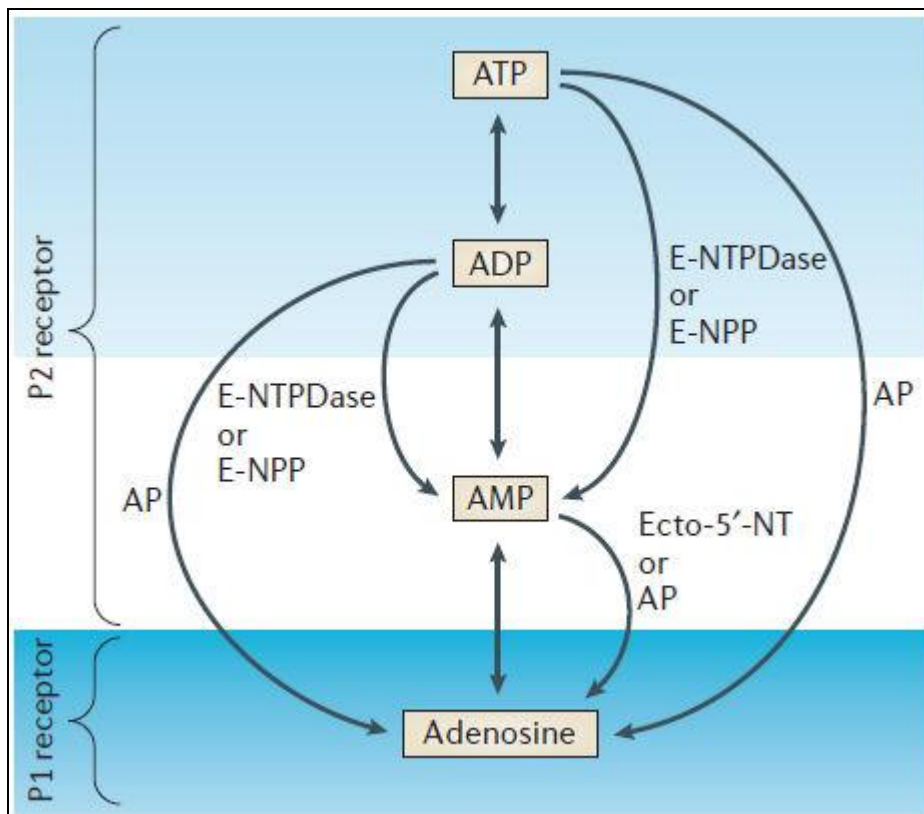 ATP
ADP
E-NTPDase
or
E-NPP
AP
E-NTPDase
or
E-NPP
AP
AMP
Ecto-5′-NT
or
AP
Adenosine
P2 receptor
P1 receptor